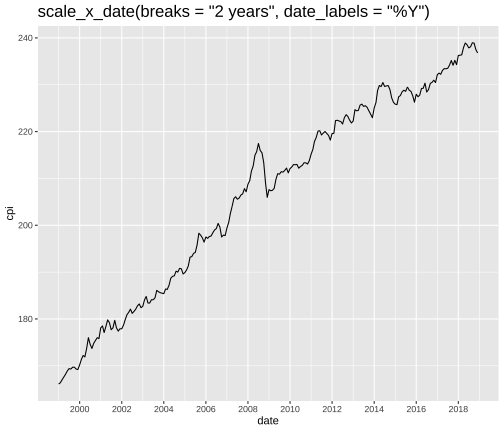 scale_x_date(breaks = "2 years", date_labels = "%Y")
240
220
200
180
cpi
2000 2002 2004 2006 2008 2010 2012 2014 2016 2018
date